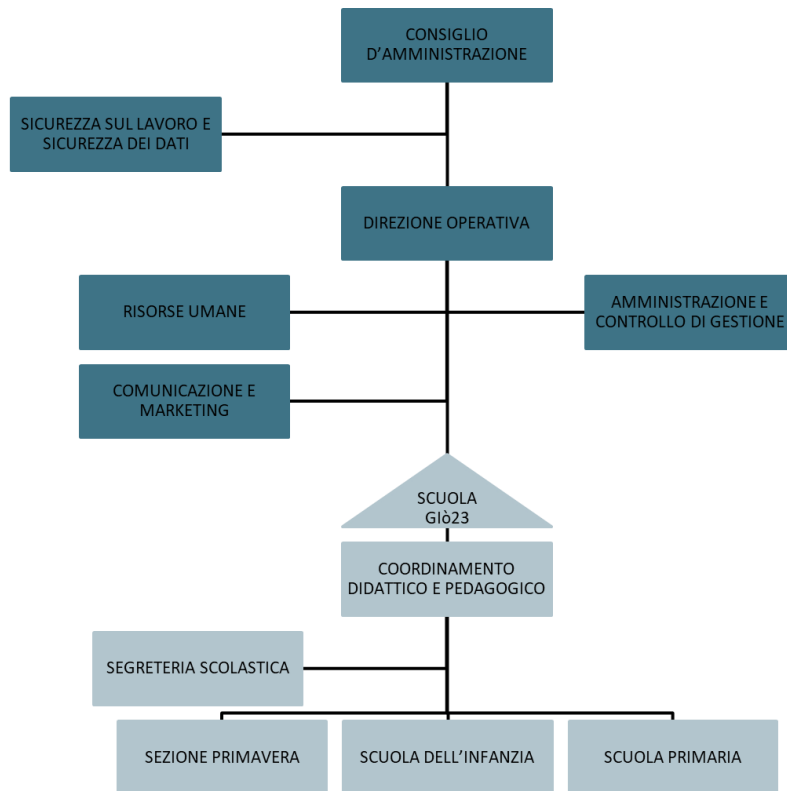 CONSIGLIO
D’AMMINISTRAZIONE
SICUREZZA SUL LAVORO E
SICUREZZA DEI DATI
DIREZIONE OPERATIVA
RISORSE UMANE
AMMINISTRAZIONE E
CONTROLLO DI GESTIONE
COMUNICAZIONE E
MARKETING
SCUOLA
GIò23
COORDINAMENTO
DIDATTICO E PEDAGOGICO
SEGRETERIA SCOLASTICA
SEZIONE PRIMAVERA
SCUOLA DELL’INFANZIA
SCUOLA PRIMARIA